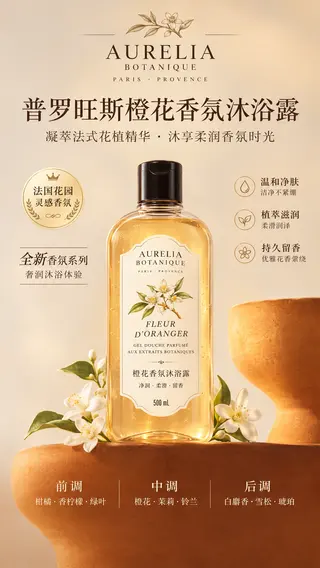 AURELIA
BOTANIQUE
PARIS · PROVENCE
普罗旺斯橙花香氛沐浴露
凝萃法式花植精华 · 沐享柔润香氛时光
法国花园
灵感香氛
全新香氛系列
奢润沐浴体验
温和净肤
洁净不紧绷
植萃滋润
柔滑润泽
持久留香
优雅花香萦绕
AURELIA
BOTANIQUE
PARIS · PROVENCE
FLEUR
D'ORANGER
GEL DOUCHE PARFUMÉ
AUX EXTRAITS BOTANIQUES
橙花香氛沐浴露
净润 · 柔滑 · 留香
500 mL
前调
柑橘 · 香柠檬 · 绿叶
中调
橙花 · 茉莉 · 铃兰
后调
白麝香 · 雪松 · 琥珀